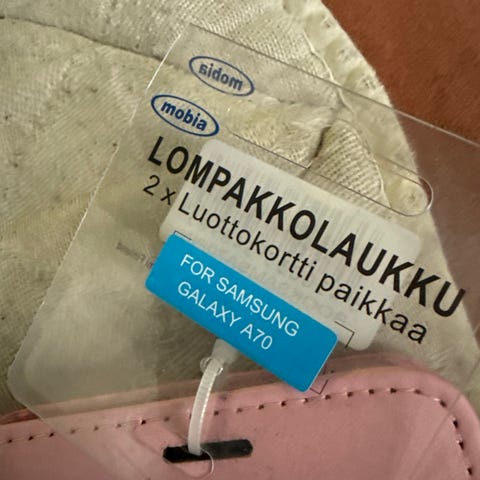 mobia
mobia
LOMPAKKOLAUKKU
2 x Luottokortti paikkaa
FOR SAMSUNG
GALAXY A70